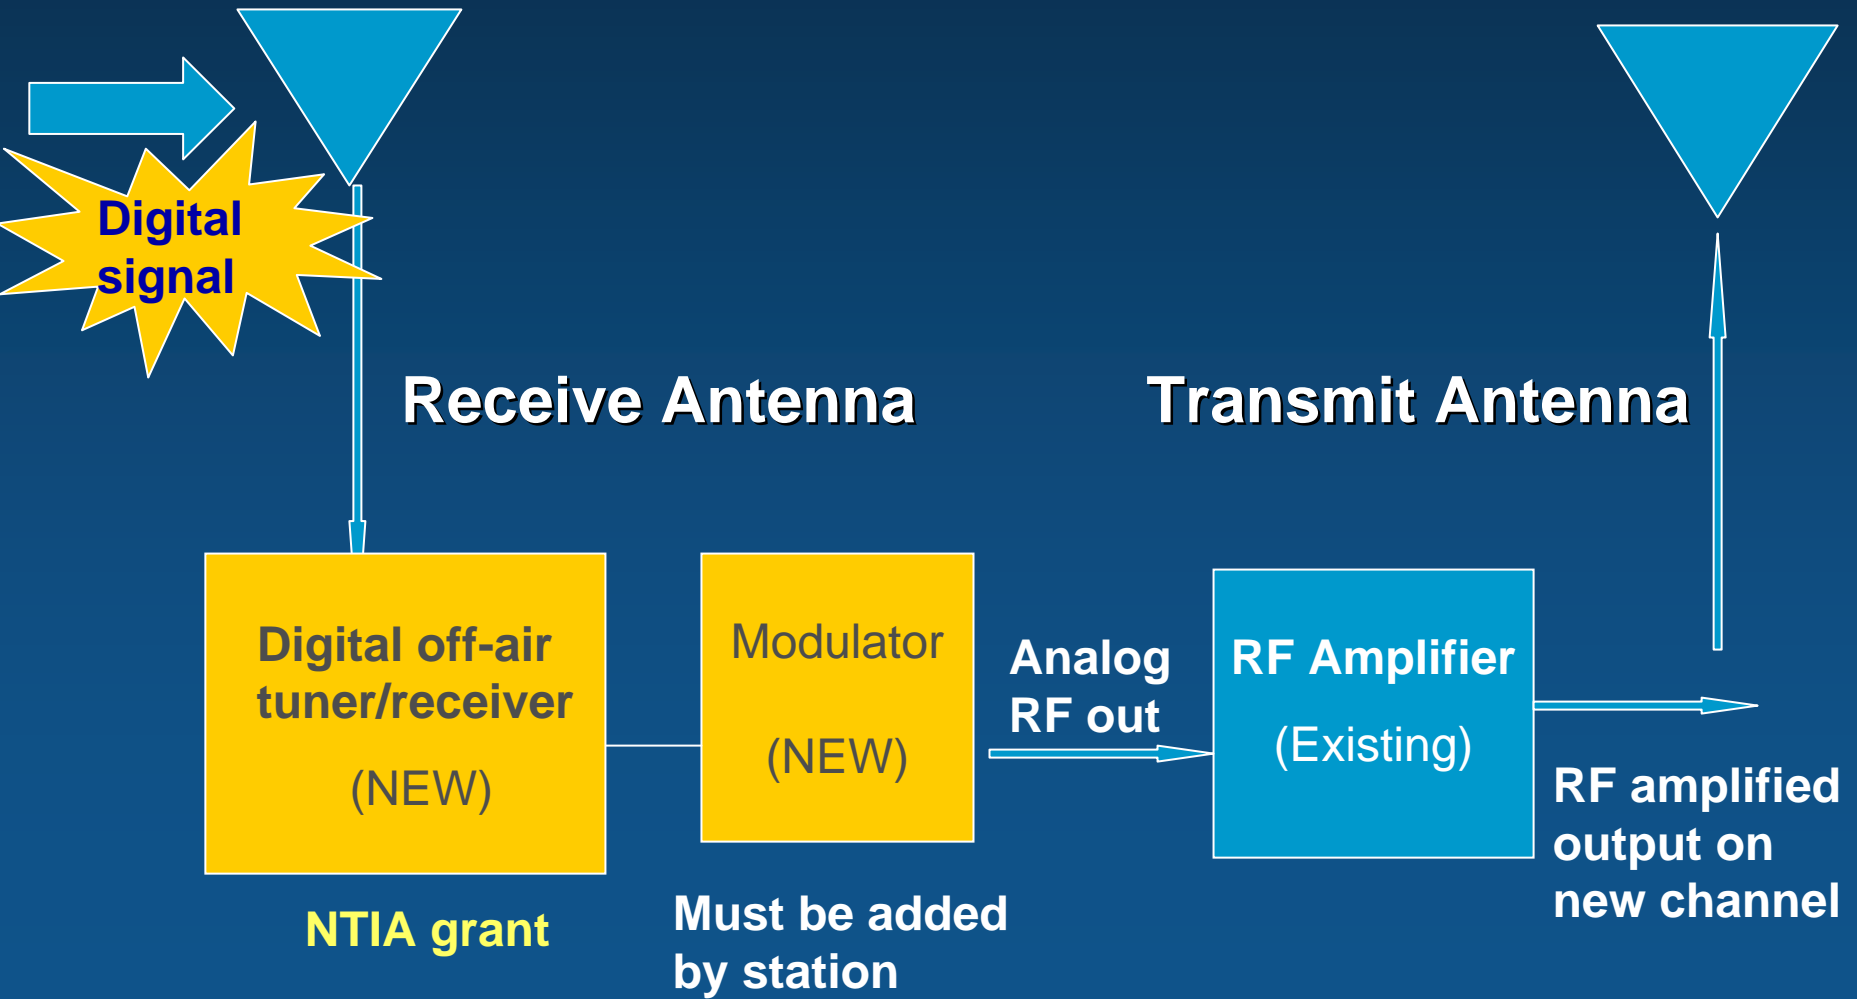 Digital
signal
Receive Antenna
Transmit Antenna
Digital off-air
tuner/receiver
(NEW)
NTIA grant
Modulator
(NEW)
Must be added
by station
Analog
RF out
RF Amplifier
(Existing)
RF amplified
output on
new channel